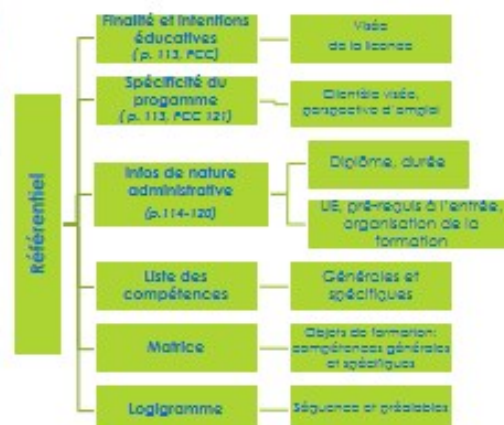 Référentiel
Finalité et intentions
éducatives
(p. 113, PCC)
Visée
de la licence
Spécificité du
progamme
(p. 113, PCC 121)
Clientèle visée,
perspective d'emploi
Infos de nature
administrative
(p.114-120)
Diplôme, durée
UE, pré-requis à l'entrée,
organisation de la
formation
Liste des
compétences
Générales et
spécifiques
Matrice
Objets de formation:
compétences générales
et spécifiques
Logigramme
Séquence et préalables